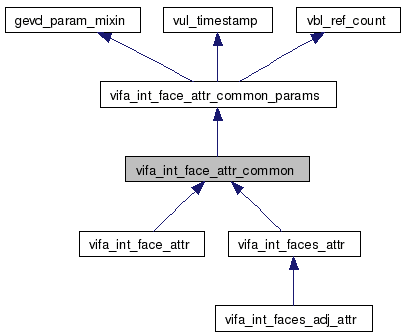 gevd_param_mixin vul_timestamp vbl_ref_count
vifa_int_face_attr_common_params
vifa_int_face_attr_common
vifa_int_face_attr vifa_int_faces_attr
vifa_int_faces_adj_attr